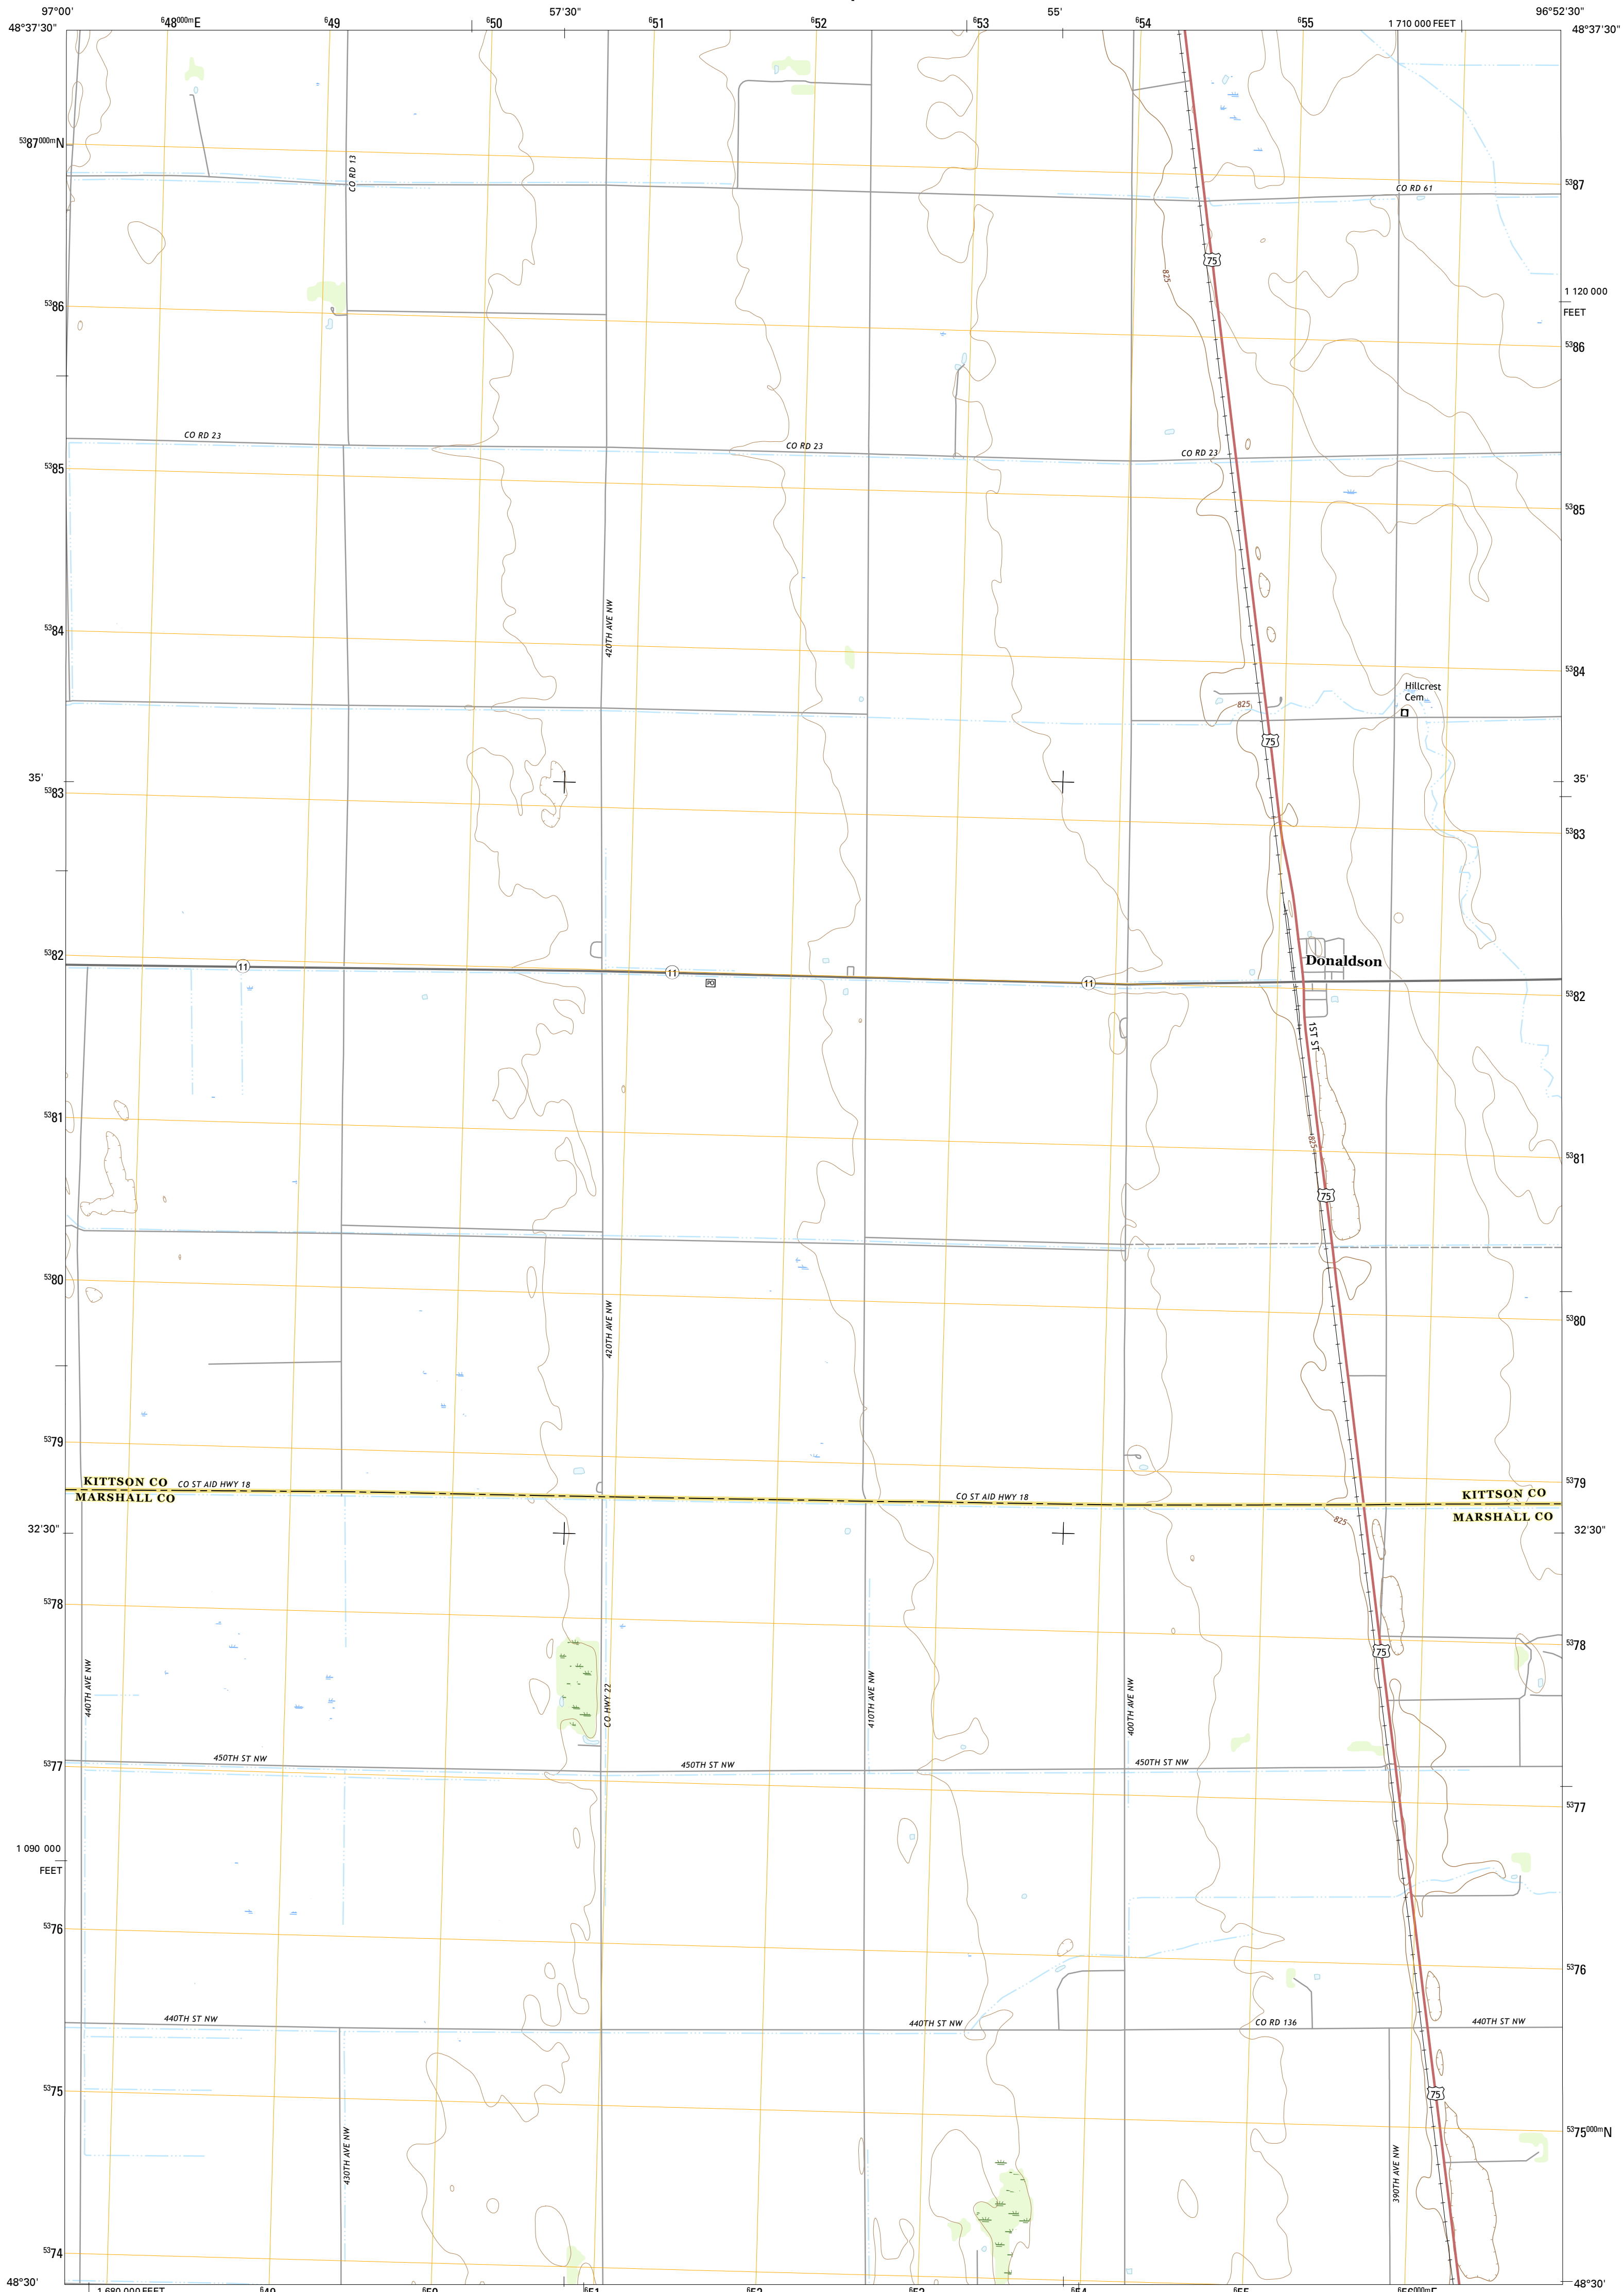 97°00'
⁶48⁰⁰⁰ᵐE
⁶49
⁶50
57'30"
⁶51
⁶52
⁶53
55'
⁶54
⁶55
1 710 000 FEET
96°52'30"
48°37'30"
48°37'30"
⁵³87⁰⁰⁰ᵐN
CO RD 13
⁵³87
CO RD 61
75
825
1 120 000
FEET
⁵³86
⁵³86
CO RD 23
CO RD 23
CO RD 23
⁵³85
⁵³85
420TH AVE NW
⁵³84
⁵³84
Hillcrest
Cem
825
75
35'
35'
⁵³83
⁵³83
⁵³82
11
11
11
PO
Donaldson
⁵³82
1ST ST
⁵³81
825
⁵³81
75
⁵³80
420TH AVE NW
⁵³80
⁵³79
⁵³79
KITTSON CO
CO ST AID HWY 18
CO ST AID HWY 18
KITTSON CO
MARSHALL CO
MARSHALL CO
825
32'30"
32'30"
⁵³78
⁵³78
75
440TH AVE NW
CO HWY 22
410TH AVE NW
400TH AVE NW
450TH ST NW
450TH ST NW
450TH ST NW
⁵³77
⁵³77
1 090 000
FEET
⁵³76
⁵³76
440TH ST NW
440TH ST NW
CO RD 136
440TH ST NW
⁵³75
75
⁵³75⁰⁰⁰ᵐN
430TH AVE NW
390TH AVE NW
⁵³74
48°30'
48°30'
1 680 000 FEET